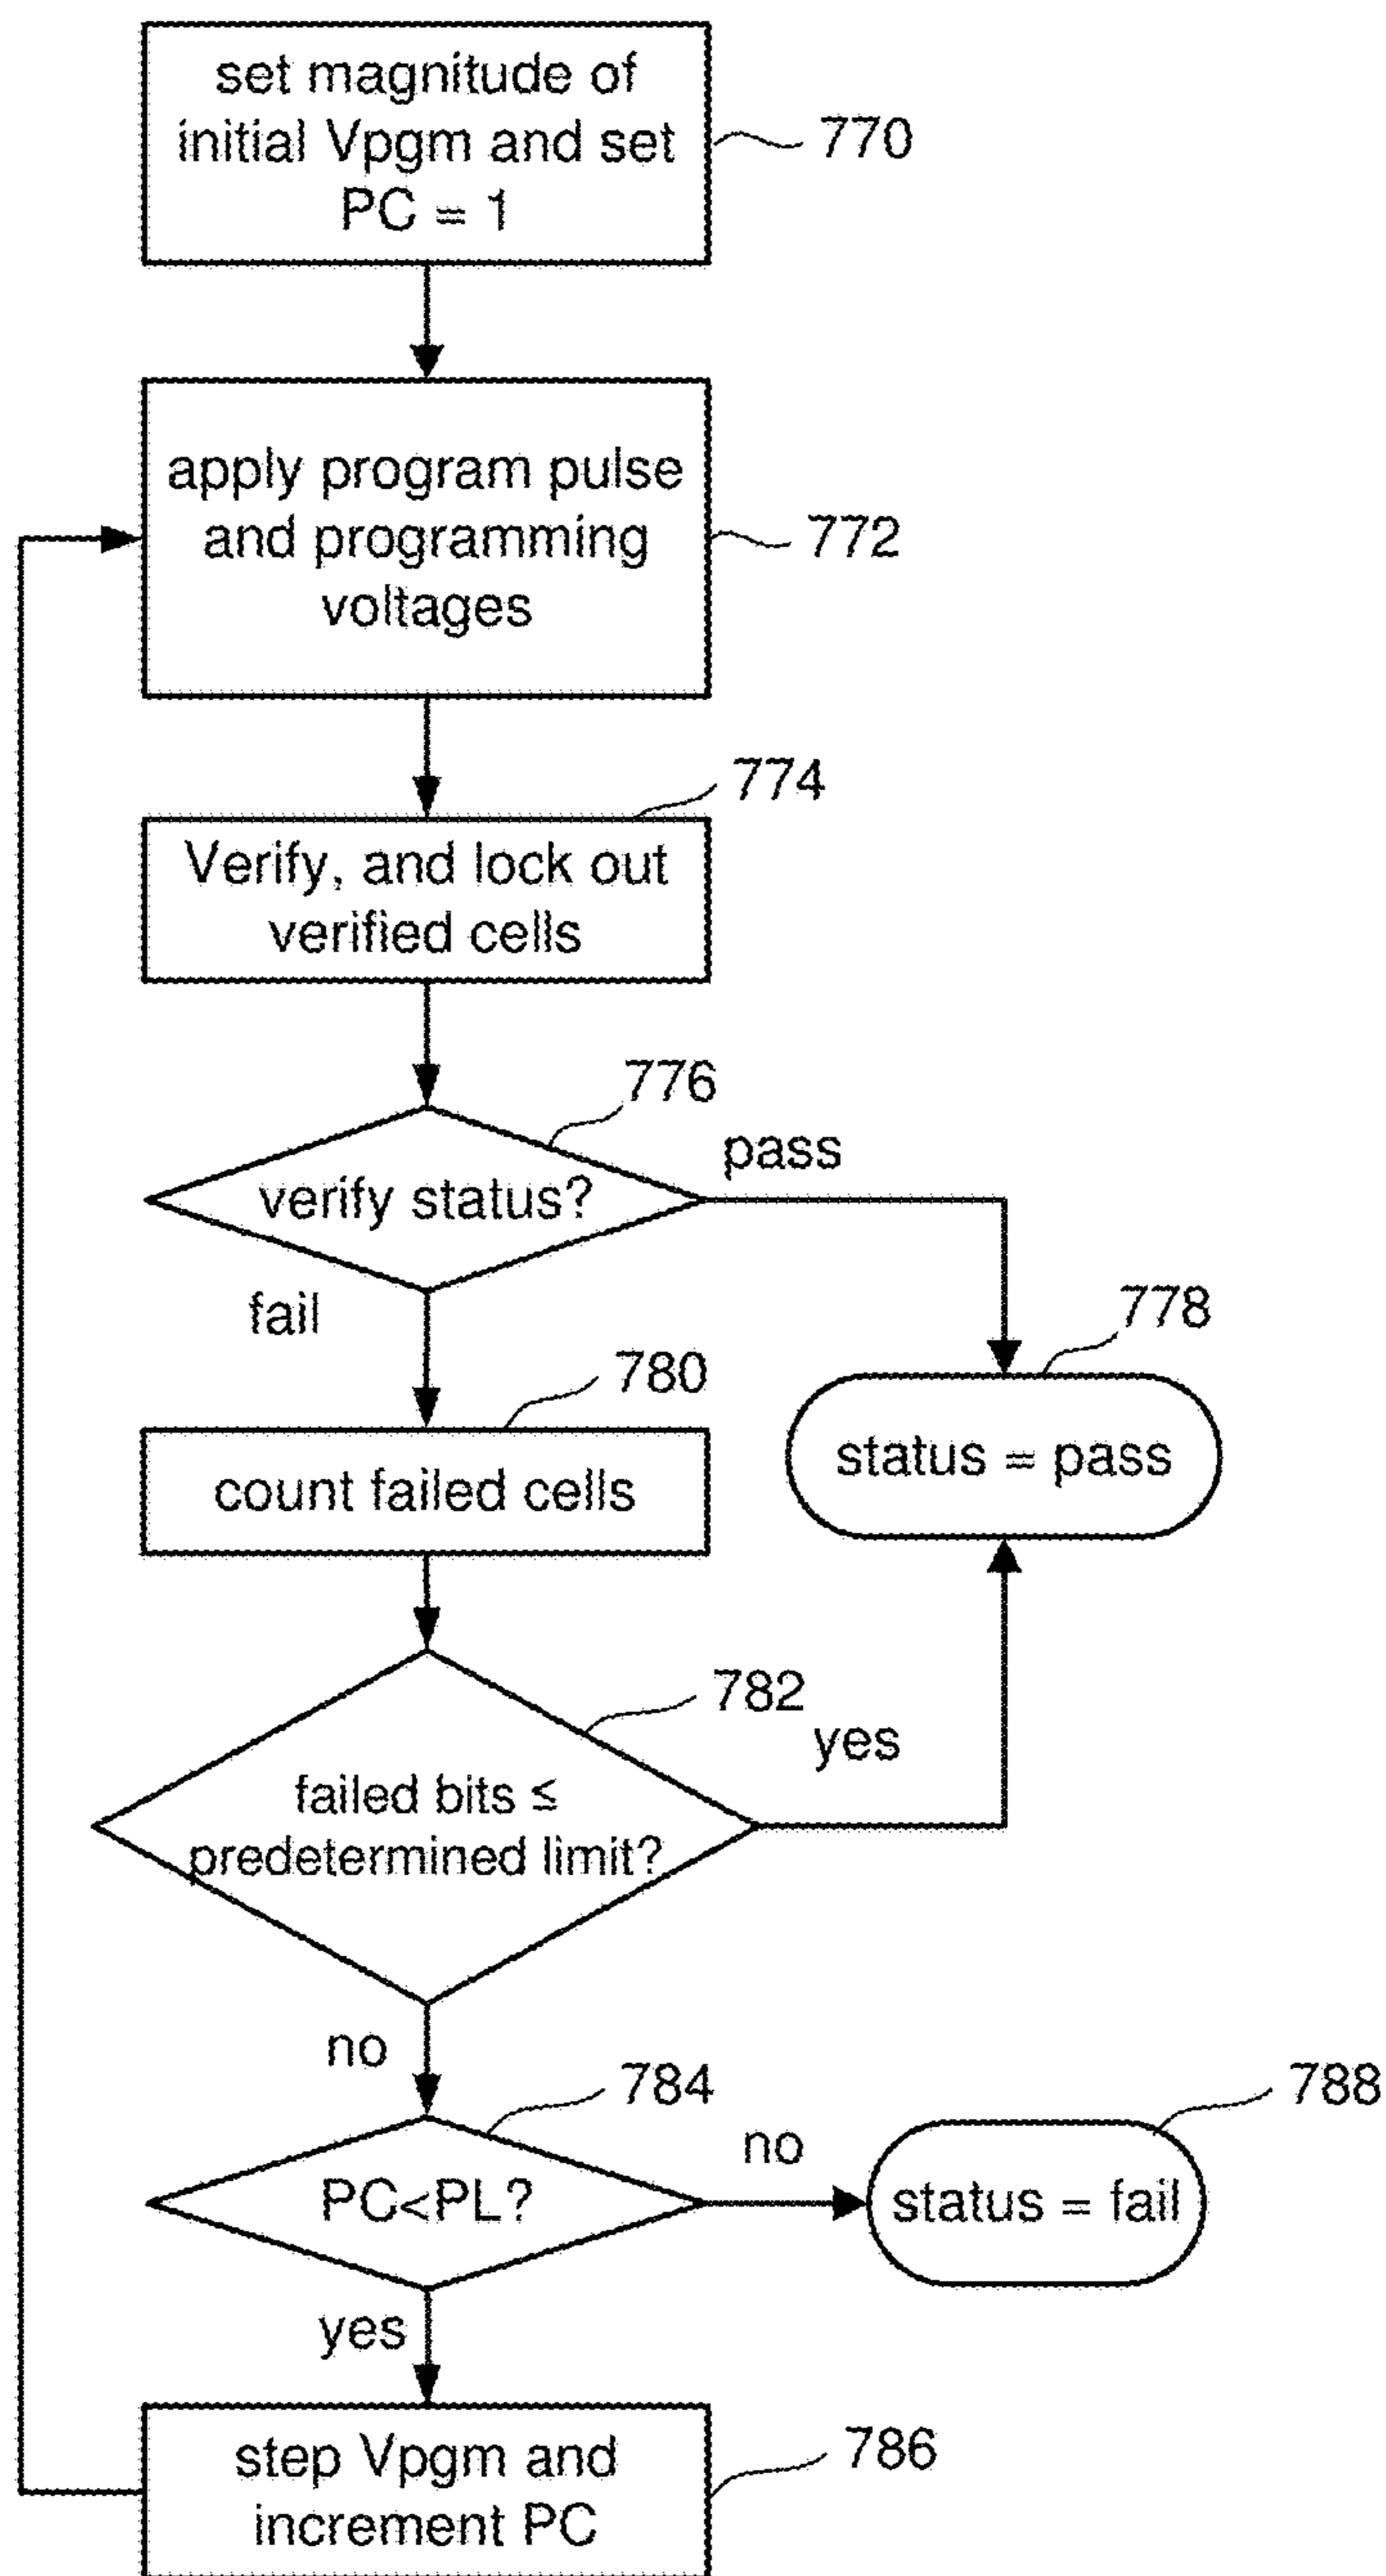 set magnitude of
initial Vpgm and set
PC = 1
770
apply program pulse
and programming
voltages
772
774
Verify, and lock out
verified cells
776
pass
verify status?
fail
778
780
status = pass
count failed cells
782
yes
failed bits ≤
predetermined limit?
no
784
788
no
PC<PL?
status = fail
yes
step Vpgm and
increment PC
786